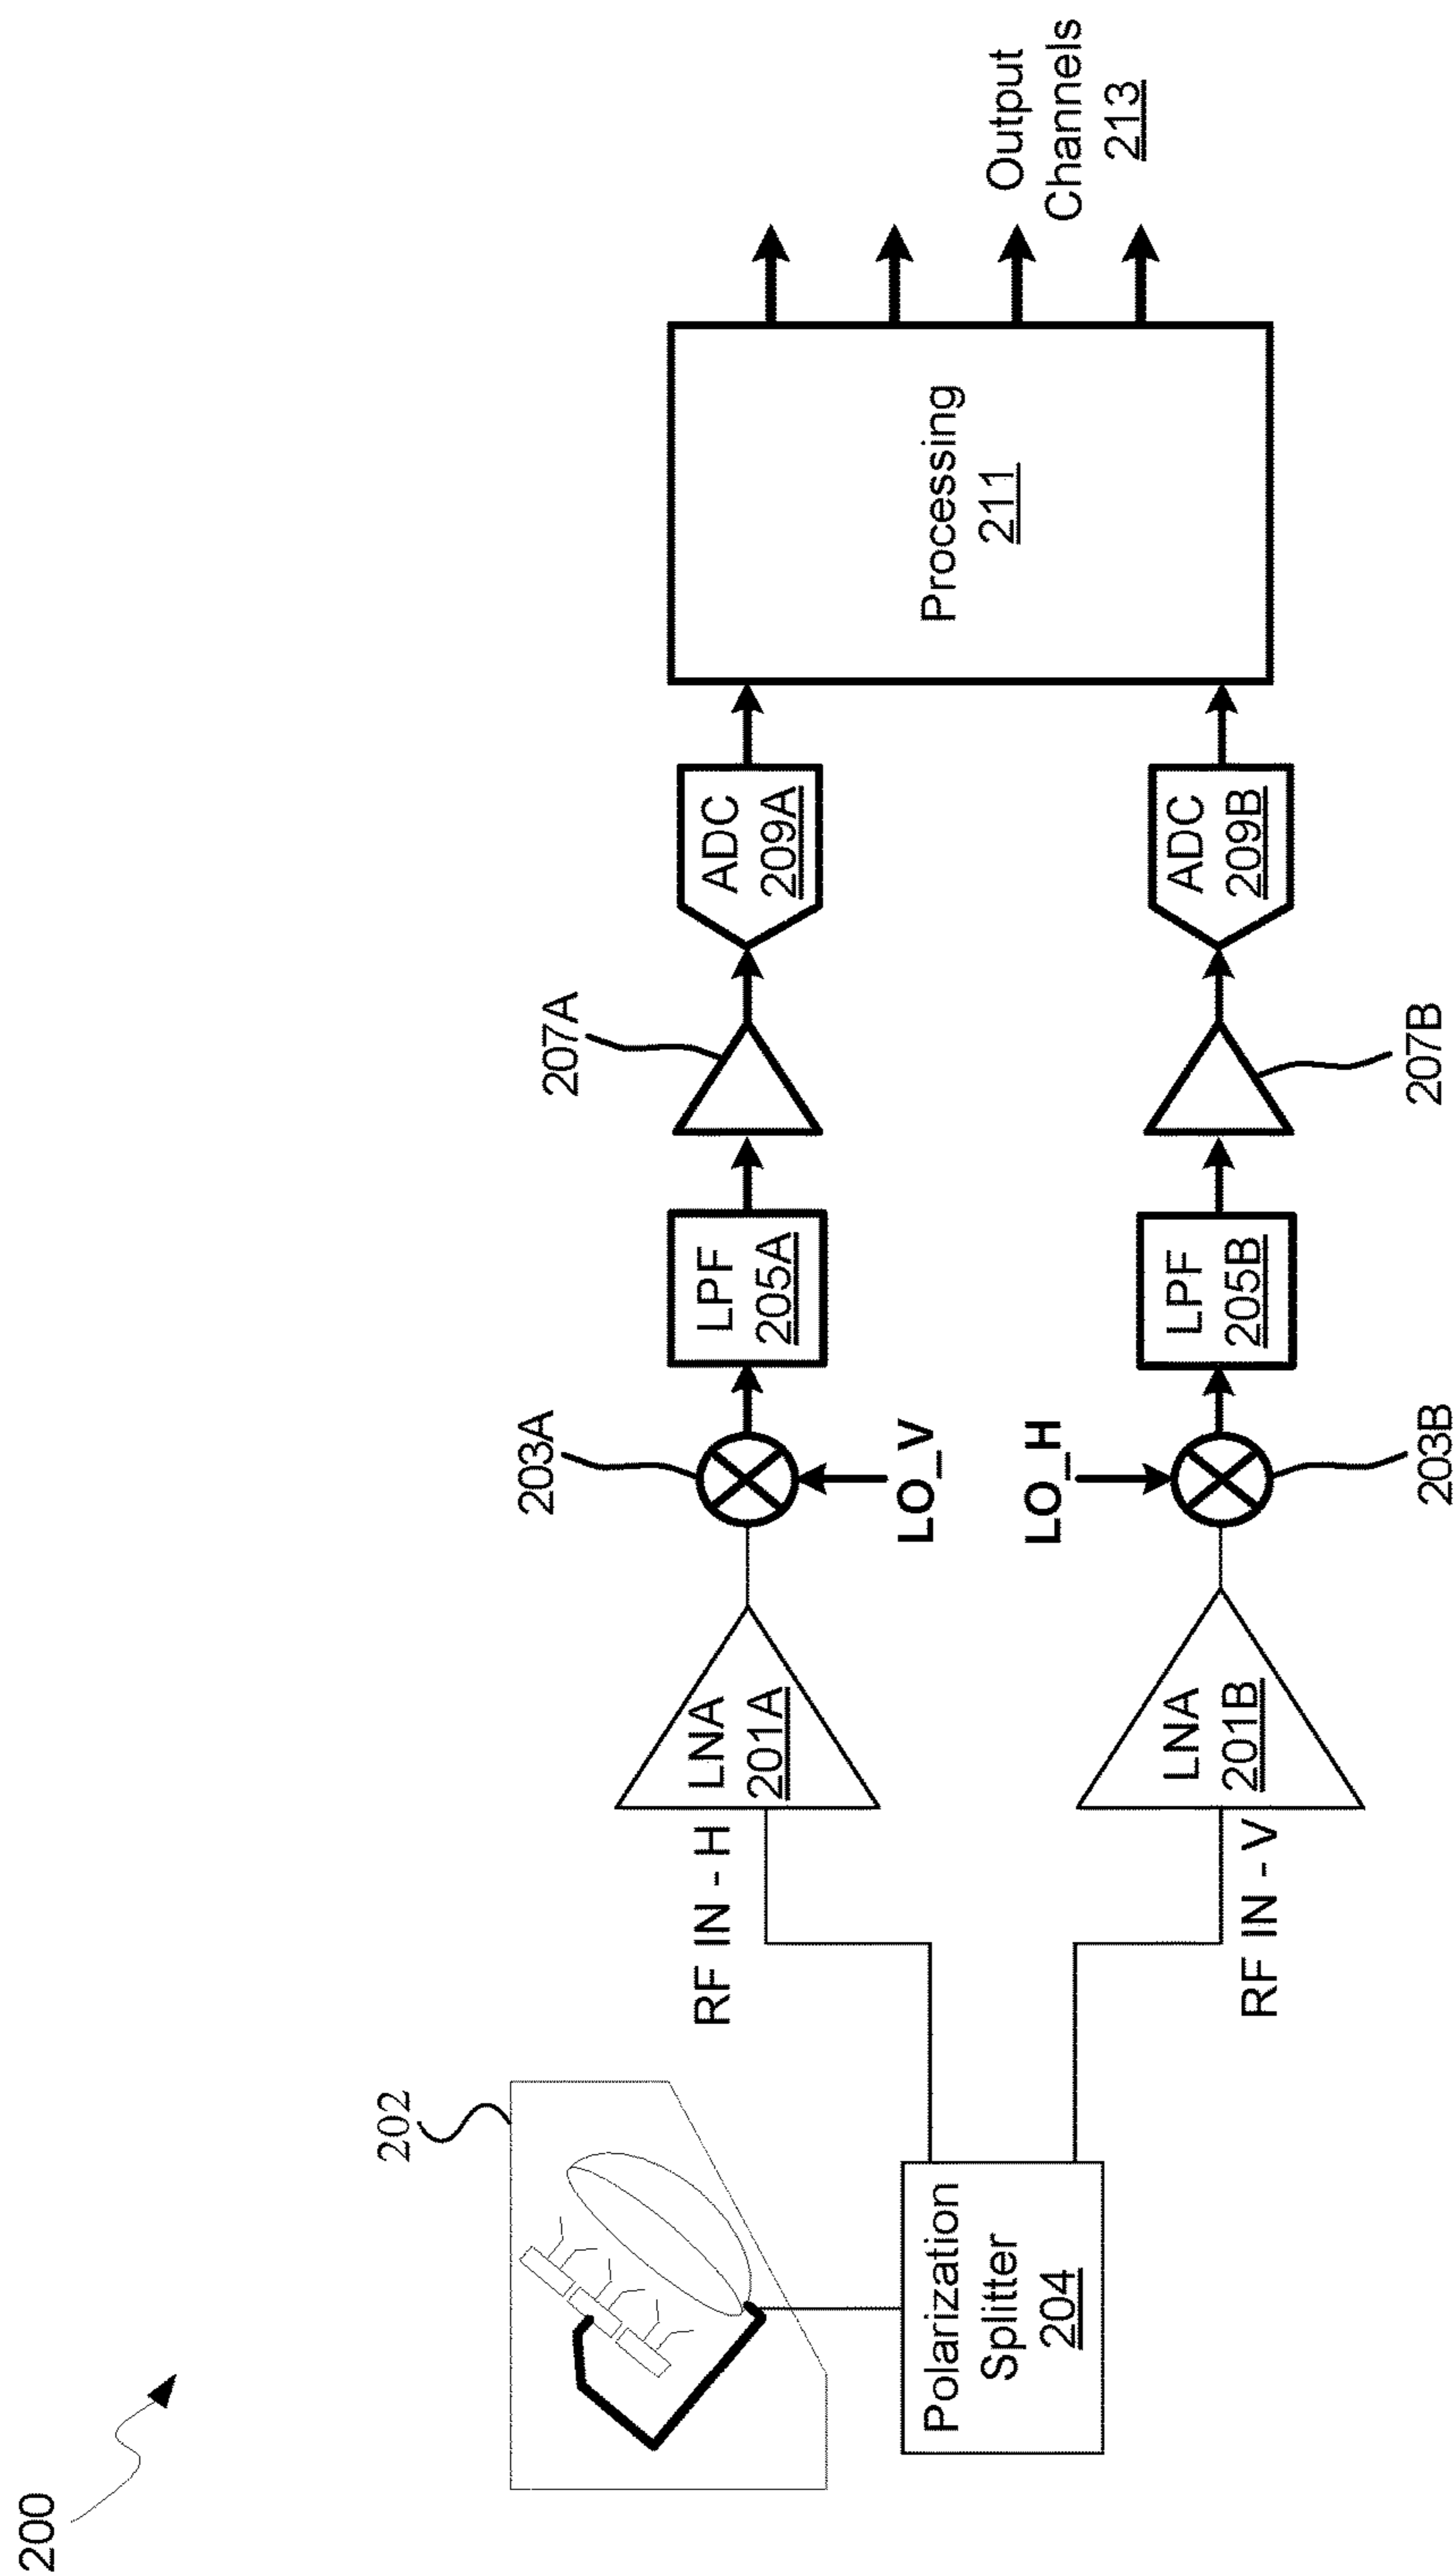 200
202
Polarization
Splitter
204
RF IN - H
RF IN - V
LNA
201A
LNA
201B
203A
LO_V
LO_H
203B
LPF
205A
LPF
205B
207A
207B
ADC
209A
ADC
209B
Processing
211
Output
Channels
213